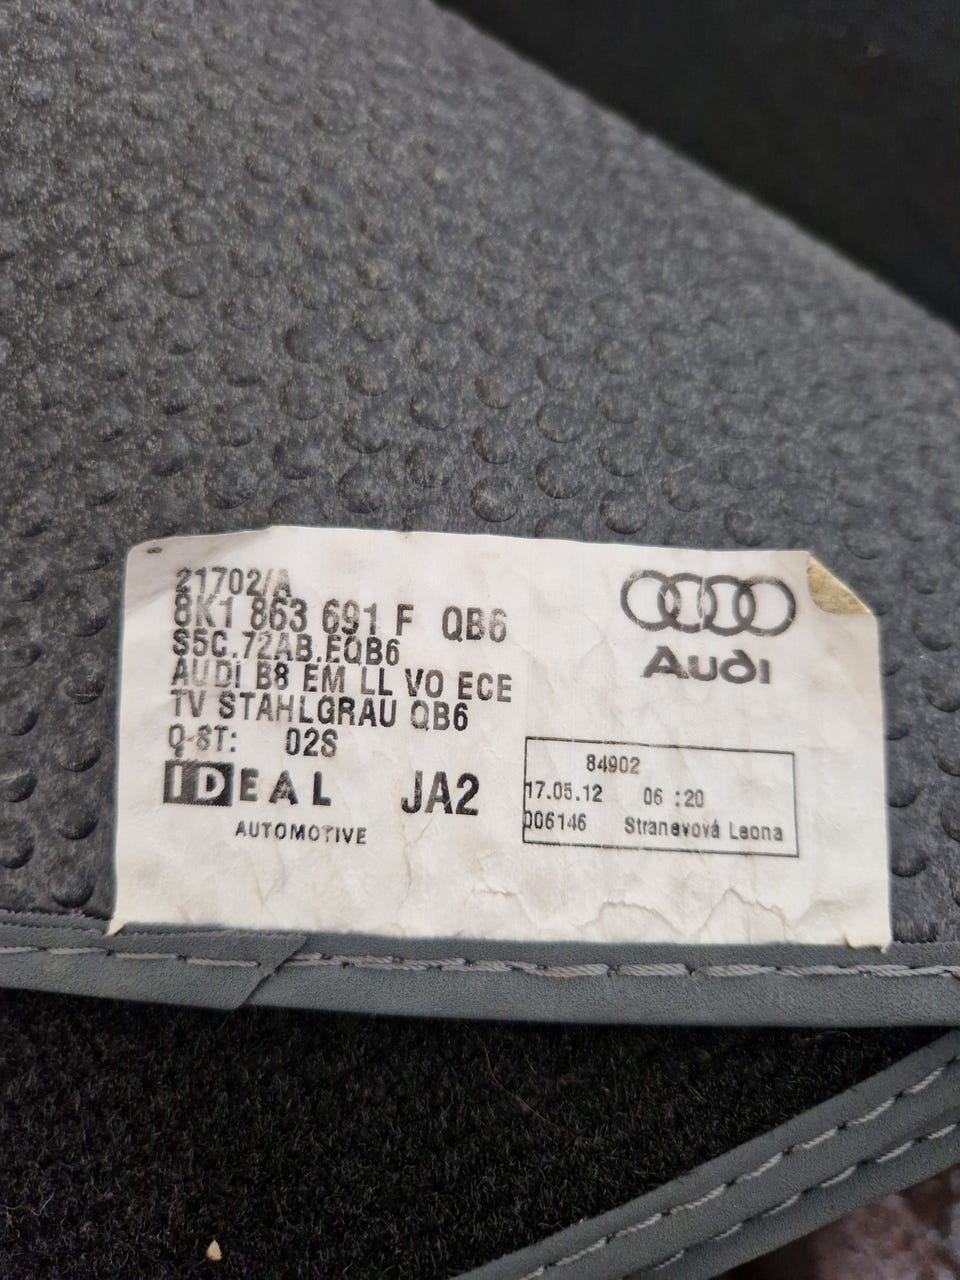 21702/A
8K1 863 691 F QB6
S5C.72AB.EQB6
AUDI B8 EM LL VO ECE
TV STAHLGRAU QB6
Q-ST: 02S
IDEAL JA2
AUTOMOTIVE
Audi
84902
17.05.12 06 :20
006146 Stranevová Leona